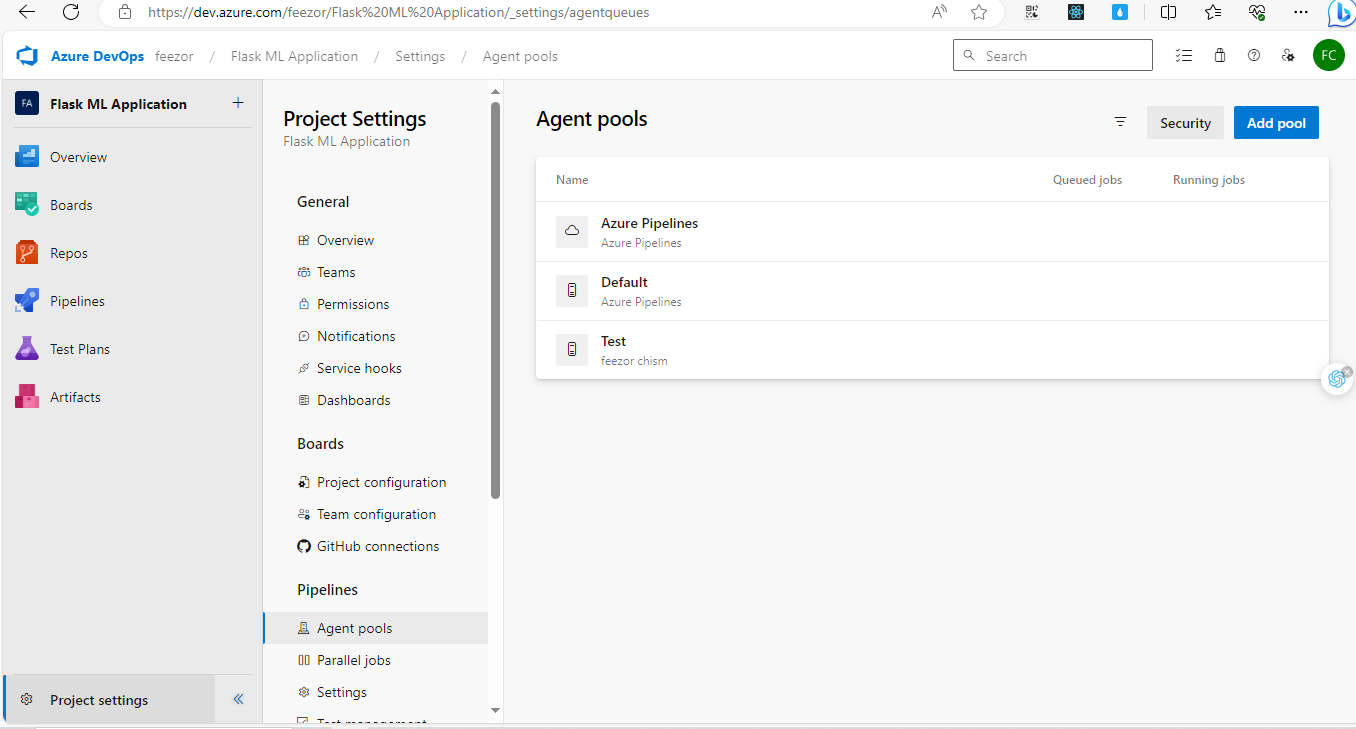 https://dev.azure.com/feezor/Flask%20ML%20Application/_settings/agentqueues
Azure DevOps feezor / Flask ML Application / Settings / Agent pools
Search
FC
FA Flask ML Application +
Overview
Boards
Repos
Pipelines
Test Plans
Artifacts
Project settings
Project Settings
Flask ML Application
General
Overview
Teams
Permissions
Notifications
Service hooks
Dashboards
Boards
Project configuration
Team configuration
GitHub connections
Pipelines
Agent pools
Parallel jobs
Settings
Test management
Agent pools
Security
Add pool
Name Queued jobs Running jobs
Azure Pipelines
Azure Pipelines
Default
Azure Pipelines
Test
feezor chism